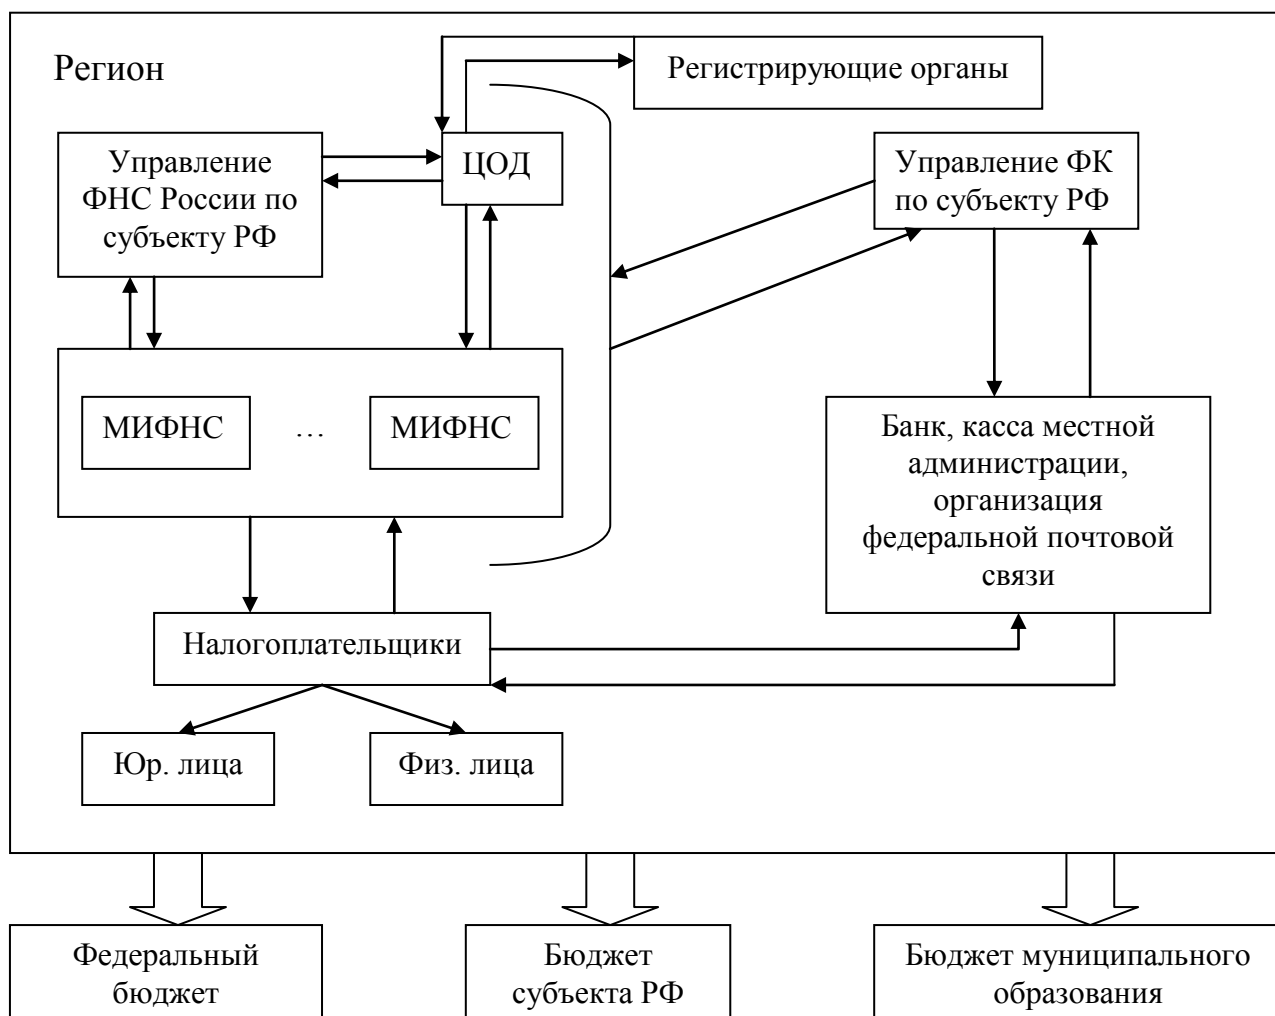 Регион
Регистрирующие органы
Управление
ФНС России по
субъекту РФ
ЦОД
Управление ФК
по субъекту РФ
МИФНС
…
МИФНС
Банк, касса местной
администрации,
организация
федеральной почтовой
связи
Налогоплательщики
Юр. лица
Физ. лица
Федеральный
бюджет
Бюджет
субъекта РФ
Бюджет муниципального
образования